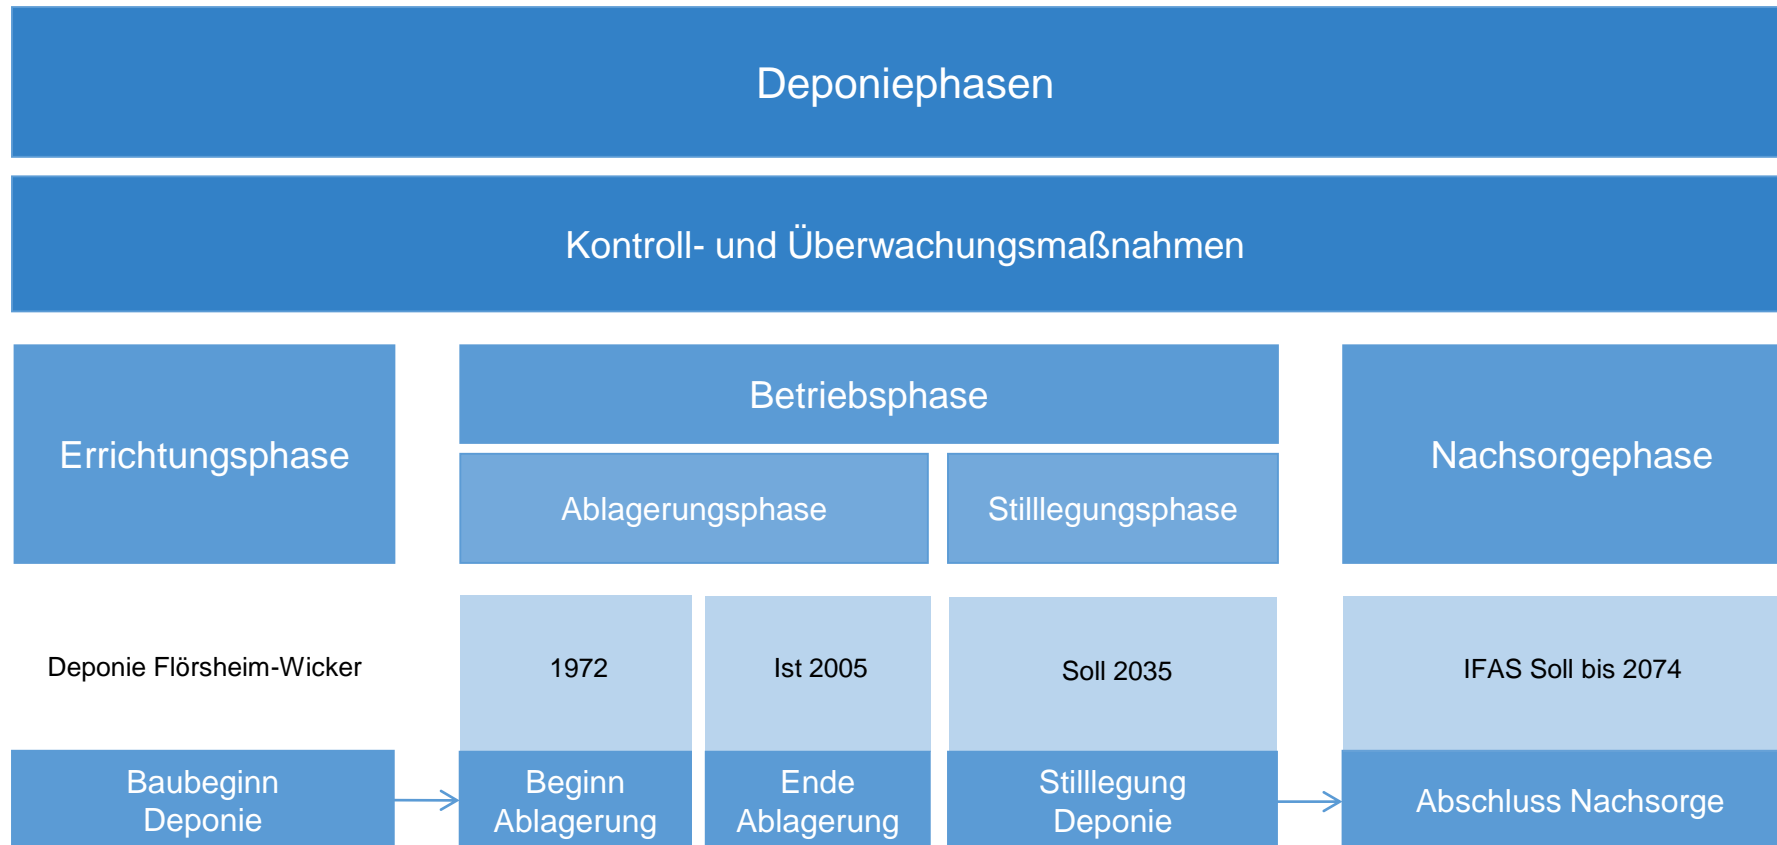 Deponiephasen
Kontroll- und Überwachungsmaßnahmen
Errichtungsphase
Betriebsphase
Ablagerungsphase
Stilllegungsphase
Nachsorgephase
Deponie Flörsheim-Wicker
1972
Ist 2005
Soll 2035
IFAS Soll bis 2074
Baubeginn
Deponie
Beginn
Ablagerung
Ende
Ablagerung
Stilllegung
Deponie
Abschluss Nachsorge